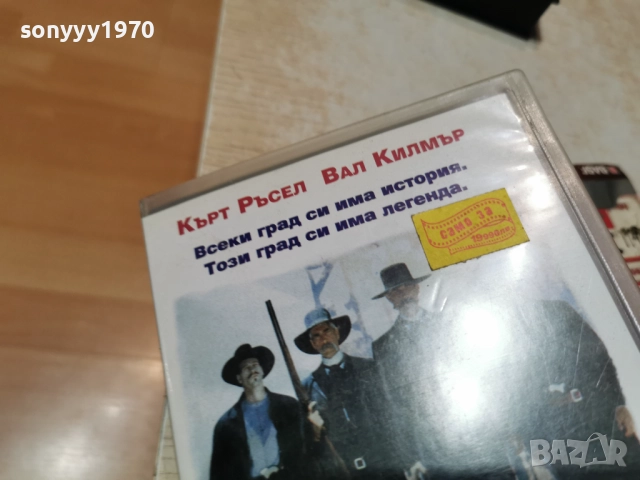 sonyyy1970
Кърт Ръсел Вал Килмър
Всеки град си има история.
Този град си има легенда.
само за
BAZAR